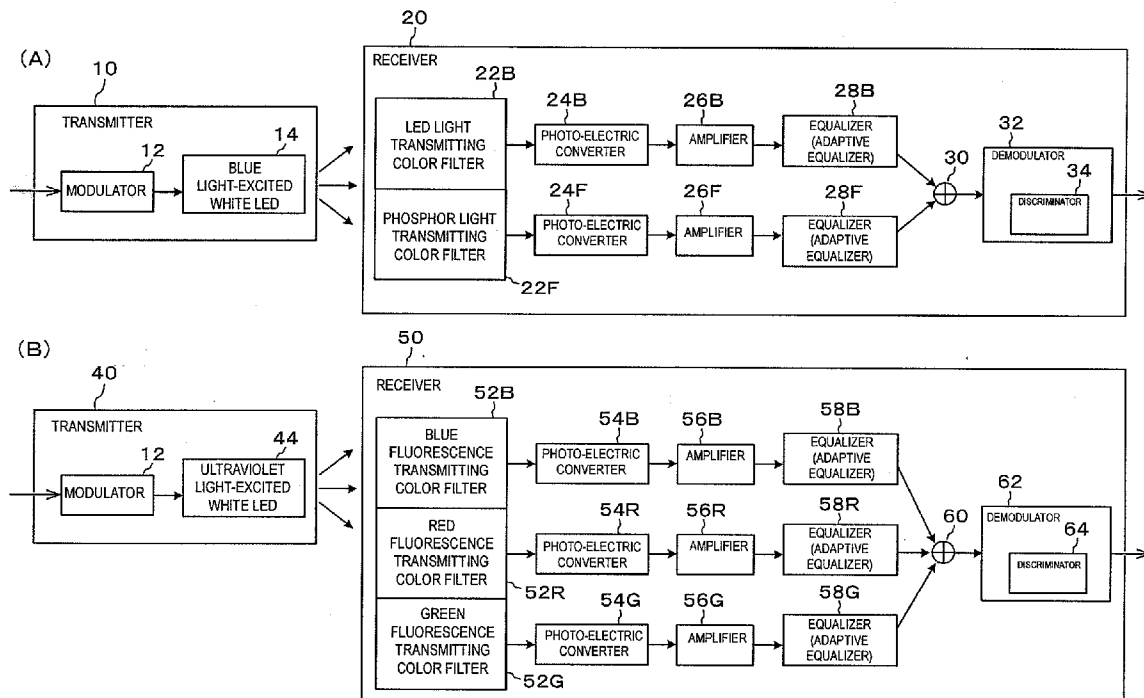 (A)
10
TRANSMITTER
12
MODULATOR
14
BLUE
LIGHT-EXCITED
WHITE LED
20
RECEIVER
22B
LED LIGHT
TRANSMITTING
COLOR FILTER
PHOSPHOR LIGHT
TRANSMITTING
COLOR FILTER
22F
24B
PHOTO-ELECTRIC
CONVERTER
26B
AMPLIFIER
28B
EQUALIZER
(ADAPTIVE
EQUALIZER)
24F
PHOTO-ELECTRIC
CONVERTER
26F
AMPLIFIER
28F
EQUALIZER
(ADAPTIVE
EQUALIZER)
30
32
DEMODULATOR
34
DISCRIMINATOR
(B)
40
TRANSMITTER
12
MODULATOR
44
ULTRAVIOLET
LIGHT-EXCITED
WHITE LED
50
RECEIVER
52B
BLUE
FLUORESCENCE
TRANSMITTING
COLOR FILTER
RED
FLUORESCENCE
TRANSMITTING
COLOR FILTER
52R
GREEN
FLUORESCENCE
TRANSMITTING
COLOR FILTER
52G
54B
PHOTO-ELECTRIC
CONVERTER
56B
AMPLIFIER
58B
EQUALIZER
(ADAPTIVE
EQUALIZER)
54R
PHOTO-ELECTRIC
CONVERTER
56R
AMPLIFIER
58R
EQUALIZER
(ADAPTIVE
EQUALIZER)
54G
PHOTO-ELECTRIC
CONVERTER
56G
AMPLIFIER
58G
EQUALIZER
(ADAPTIVE
EQUALIZER)
60
62
DEMODULATOR
64
DISCRIMINATOR